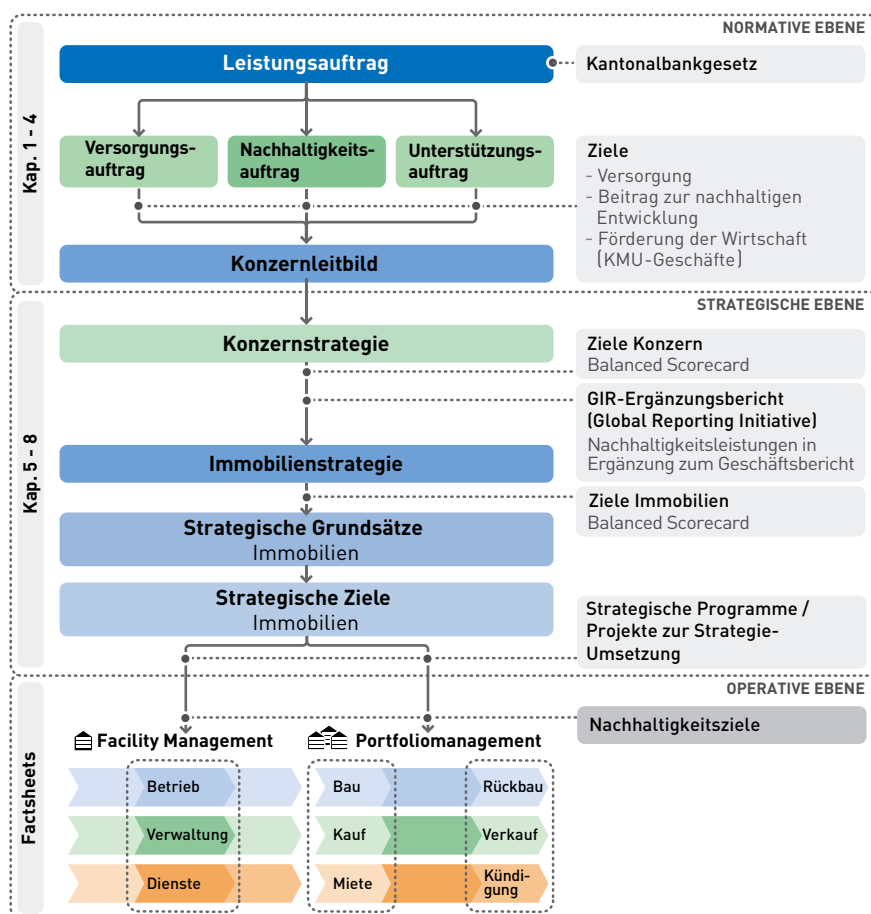 NORMATIVE EBENE
Kap. 1 - 4
Leistungsauftrag
Kantonalbankgesetz
Versorgungs-
auftrag
Nachhaltigkeits-
auftrag
Unterstützungs-
auftrag
Ziele
- Versorgung
- Beitrag zur nachhaltigen
Entwicklung
- Förderung der Wirtschaft
(KMU-Geschäfte)
Konzernleitbild
STRATEGISCHE EBENE
Kap. 5 - 8
Konzernstrategie
Ziele Konzern
Balanced Scorecard
GIR-Ergänzungsbericht
(Global Reporting Initiative)
Nachhaltigkeitsleistungen in
Ergänzung zum Geschäftsbericht
Immobilienstrategie
Ziele Immobilien
Balanced Scorecard
Strategische Grundsätze
Immobilien
Strategische Ziele
Immobilien
Strategische Programme /
Projekte zur Strategie-
Umsetzung
OPERATIVE EBENE
Factsheets
Nachhaltigkeitsziele
Facility Management
Portfoliomanagement
Betrieb
Bau
Rückbau
Verwaltung
Kauf
Verkauf
Dienste
Miete
Kündi-
gung